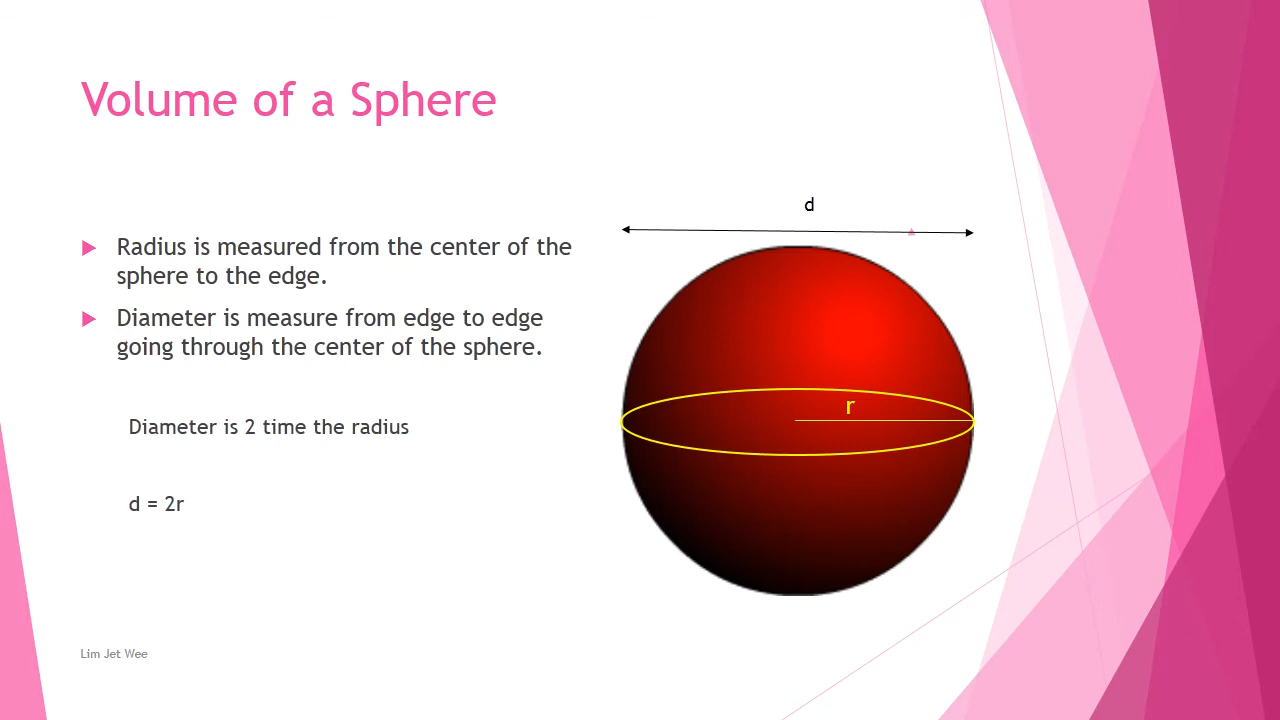 Volume of a Sphere
d
Radius is measured from the center of the
sphere to the edge.
Diameter is measure from edge to edge
going through the center of the sphere.
r
Diameter is 2 time the radius
d = 2r
Lim Jet Wee